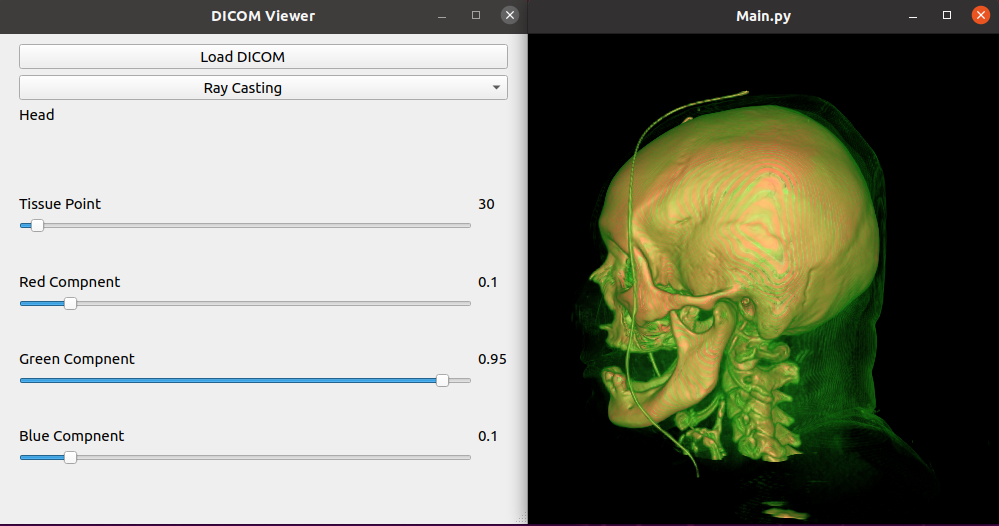 DICOM Viewer
Load DICOM
Ray Casting
Head
Tissue Point 30
Red Compnent 0.1
Green Compnent 0.95
Blue Compnent 0.1
Main.py